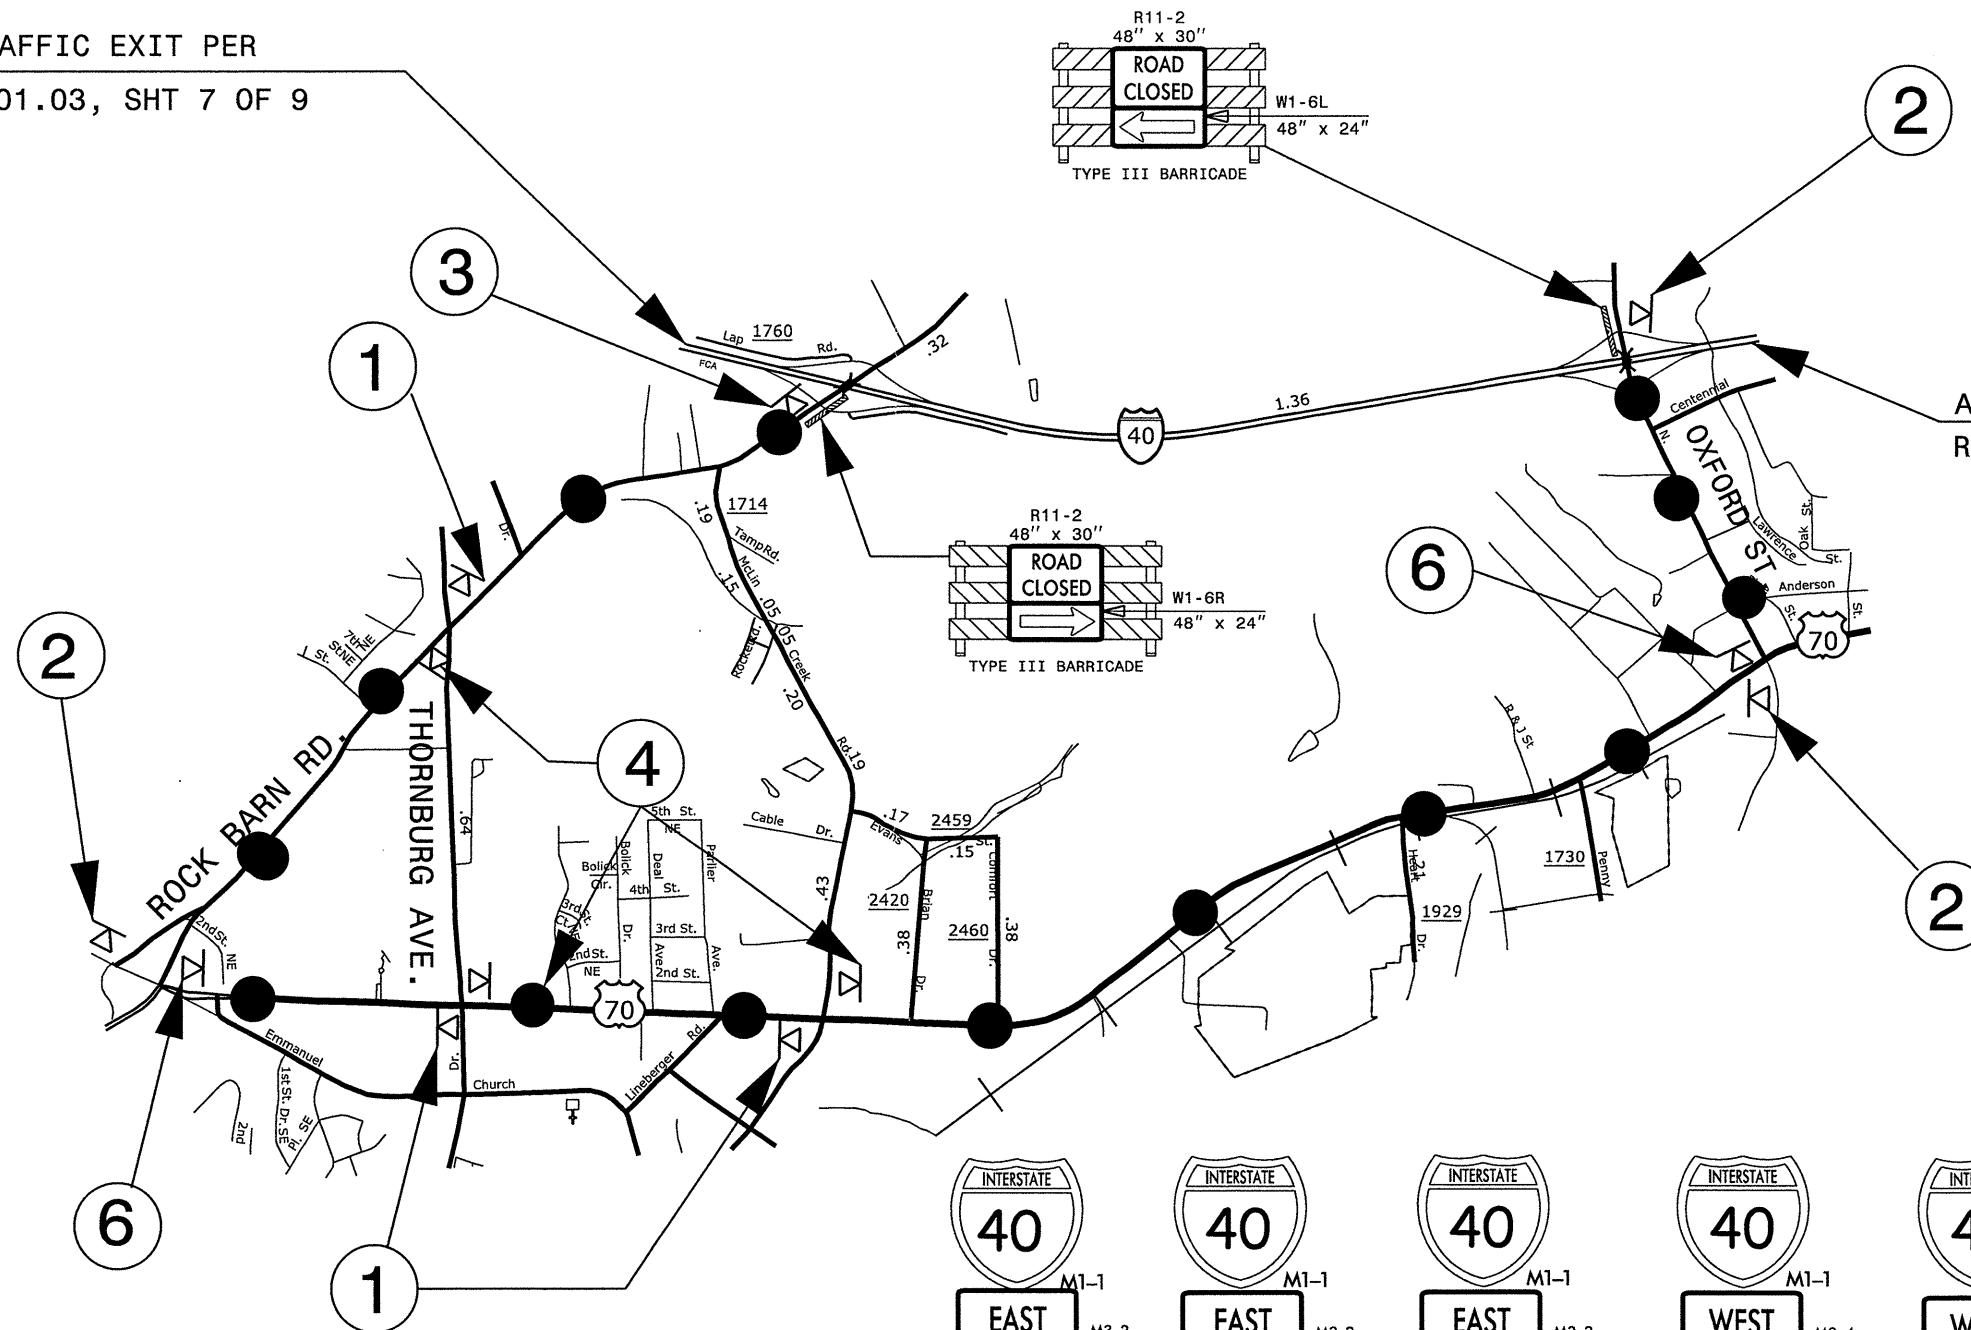 AFFIC EXIT PER
01.03, SHT 7 OF 9
R11-2
48" x 30"
ROAD
CLOSED
W1-6L
48" x 24"
TYPE III BARRICADE
2
3
1
Lap
1760
Rd.
FCA
.32
1.36
40
Centennial
N.
A
R
OXFORD ST
Oak St.
Lawrence
St.
Anderson
St.
St.
70
6
1714
.19
Tamp Rd.
McLin
.15
.05
.05
Creek
.20
Rd.
.19
Rocket Rd.
Dr.
R11-2
48" x 30"
ROAD
CLOSED
W1-6R
48" x 24"
TYPE III BARRICADE
2
7th
St NE
NE
St.
ROCK BARN RD.
THORNBURG AVE.
.64
4
5th St.
NE
Bolick
Cir.
Bolick
Dr.
Deal
Ave.
Parlier
Ave.
4th St.
3rd St.
Ct NE
3rd St.
2nd St.
NE
2nd St.
Cable Dr.
.43
.17
Evans
St.
2459
.15
2420
Brian
Dr.
.38
2460
Comfort
Dr.
.38
R & J St
.21
Dr.
1929
1730
Penny
2
2nd St.
NE
70
Emmanuel
Church
Dr.
Lineberger Rd.
1st St. Dr. SE
Pl. SE
2nd
6
1
INTERSTATE
40
M1-1
EAST
INTERSTATE
40
M1-1
EAST
INTERSTATE
40
M1-1
EAST
INTERSTATE
40
M1-1
WEST